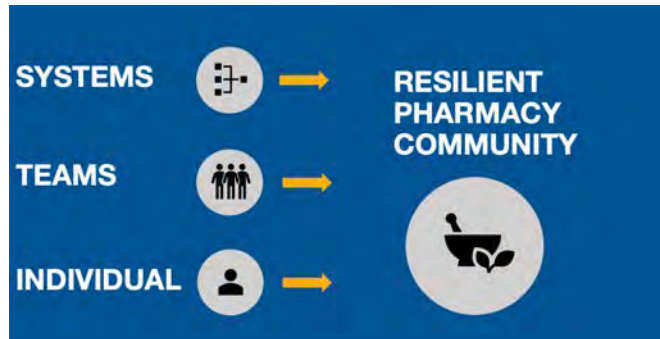 SYSTEMS
TEAMS
INDIVIDUAL
RESILIENT
PHARMACY
COMMUNITY